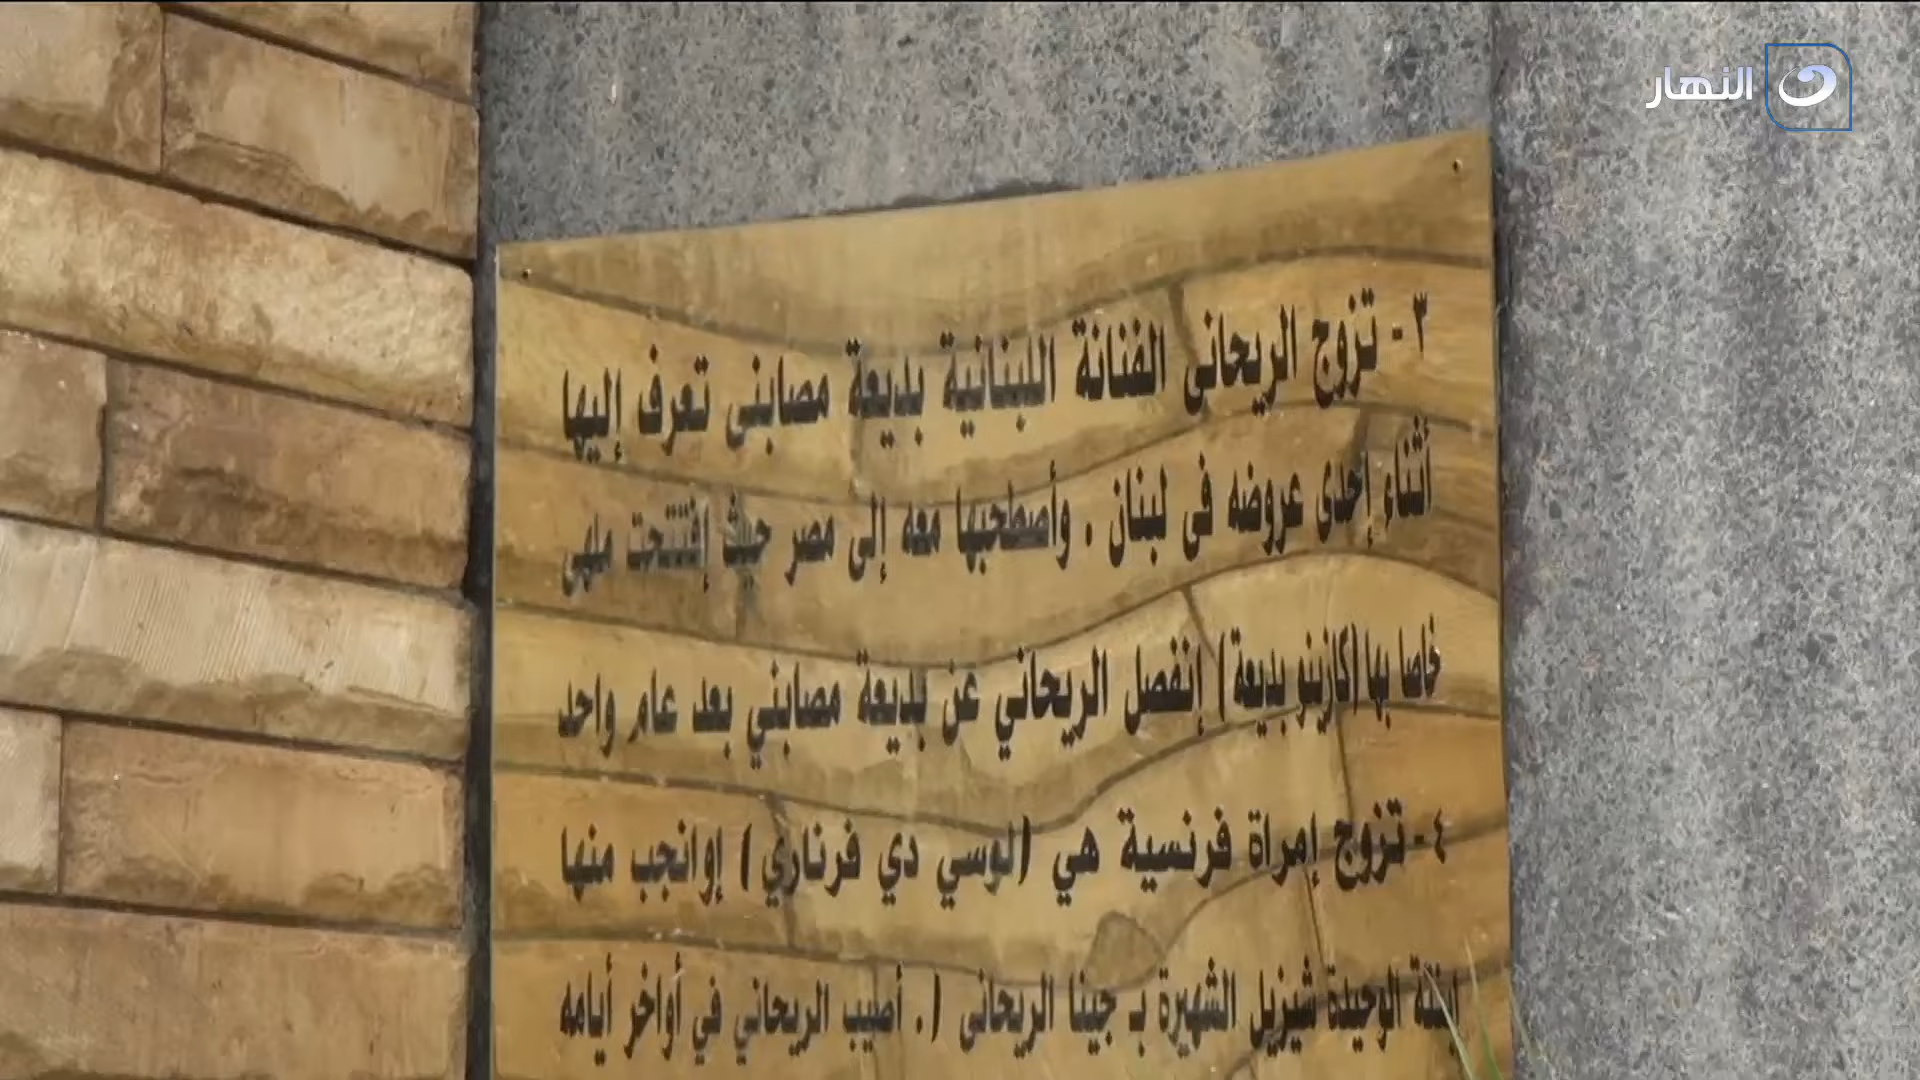 النهار
٣ - تزوج الريحانى الفنانة اللبنانية بديعة مصابنى تعرف إليها
أثناء إحدى عروضه فى لبنان . وأصطحبها معه إلى مصر حيث إفتتحت ملهى
خاصا بها (كازينو بديعة) إنفصل الريحاني عن بديعة مصابني بعد عام واحد
٤ - تزوج إمراة فرنسية هي (لوسي دي فرناري) إوانجب منها
إبنتة الوحيدة شيزيل الشهيرة بـ جينا الريحانى ). أصيب الريحاني في أواخر أيامه